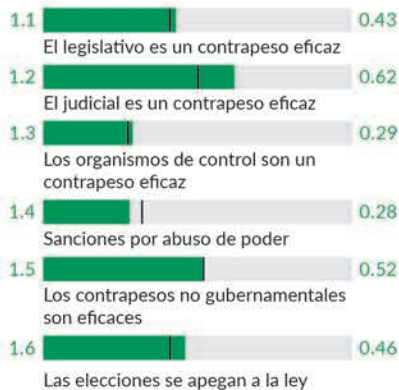 1.1 0.43
El legislativo es un contrapeso eficaz
1.2 0.62
El judicial es un contrapeso eficaz
1.3 0.29
Los organismos de control son un
contrapeso eficaz
1.4 0.28
Sanciones por abuso de poder
1.5 0.52
Los contrapesos no gubernamentales
son eficaces
1.6 0.46
Las elecciones se apegan a la ley